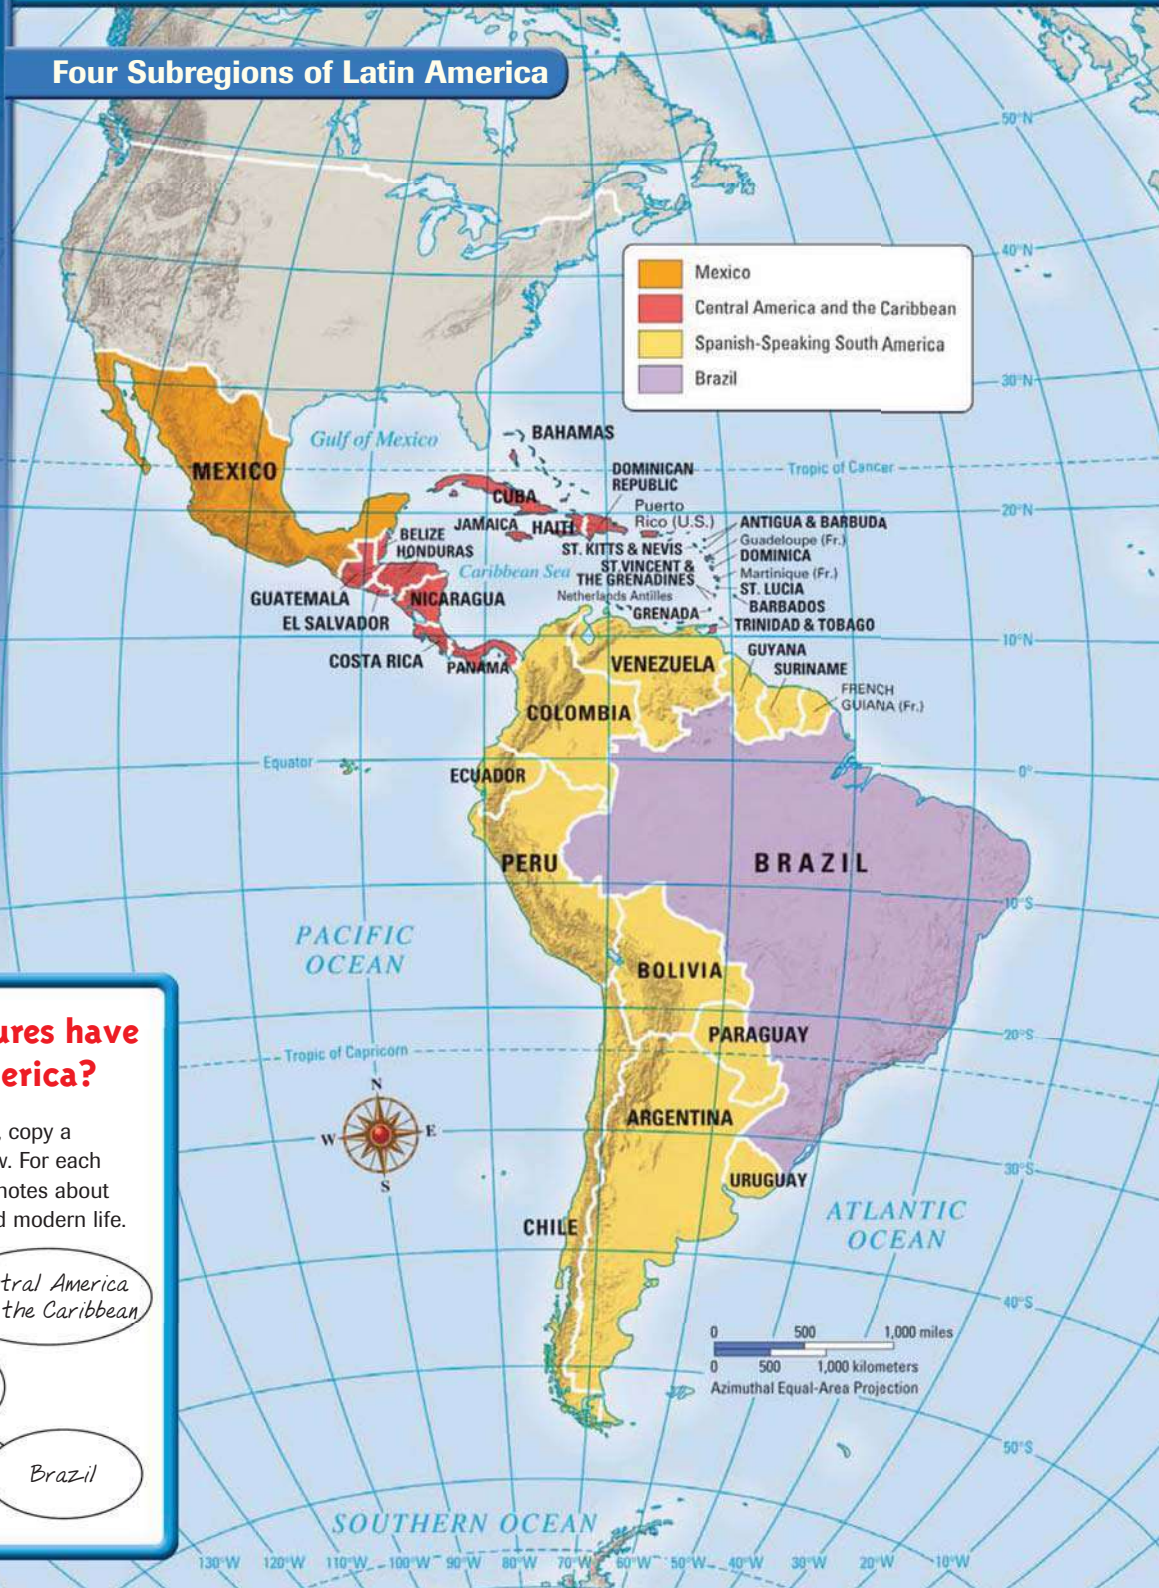 Four Subregions of Latin America
50°N
40°N
Mexico
Central America and the Caribbean
Spanish-Speaking South America
Brazil
30°N
Gulf of Mexico
BAHAMAS
MEXICO
Tropic of Cancer
DOMINICAN
REPUBLIC
CUBA
Puerto
Rico (U.S.)
20°N
JAMAICA
HAITI
ANTIGUA & BARBUDA
BELIZE
HONDURAS
ST. KITTS & NEVIS
Guadeloupe (Fr.)
DOMINICA
Caribbean Sea
ST. VINCENT &
THE GRENADINES
Martinique (Fr.)
ST. LUCIA
GUATEMALA
NICARAGUA
Netherlands Antilles
BARBADOS
EL SALVADOR
GRENADA
TRINIDAD & TOBAGO
10°N
COSTA RICA
PANAMA
VENEZUELA
GUYANA
SURINAME
FRENCH
GUIANA (Fr.)
COLOMBIA
Equator
0°
ECUADOR
PERU
BRAZIL
10°S
PACIFIC
OCEAN
BOLIVIA
20°S
PARAGUAY
Tropic of Capricorn
N
W
E
S
ARGENTINA
30°S
URUGUAY
ATLANTIC
OCEAN
CHILE
40°S
0 500 1,000 miles
0 500 1,000 kilometers
Azimuthal Equal-Area Projection
50°S
SOUTHERN OCEAN
130°W 120°W 110°W 100°W 90°W 80°W 70°W 60°W 50°W 40°W 30°W 20°W 10°W
ures have
erica?
, copy a
w. For each
notes about
d modern life.
tral America
the Caribbean
Brazil